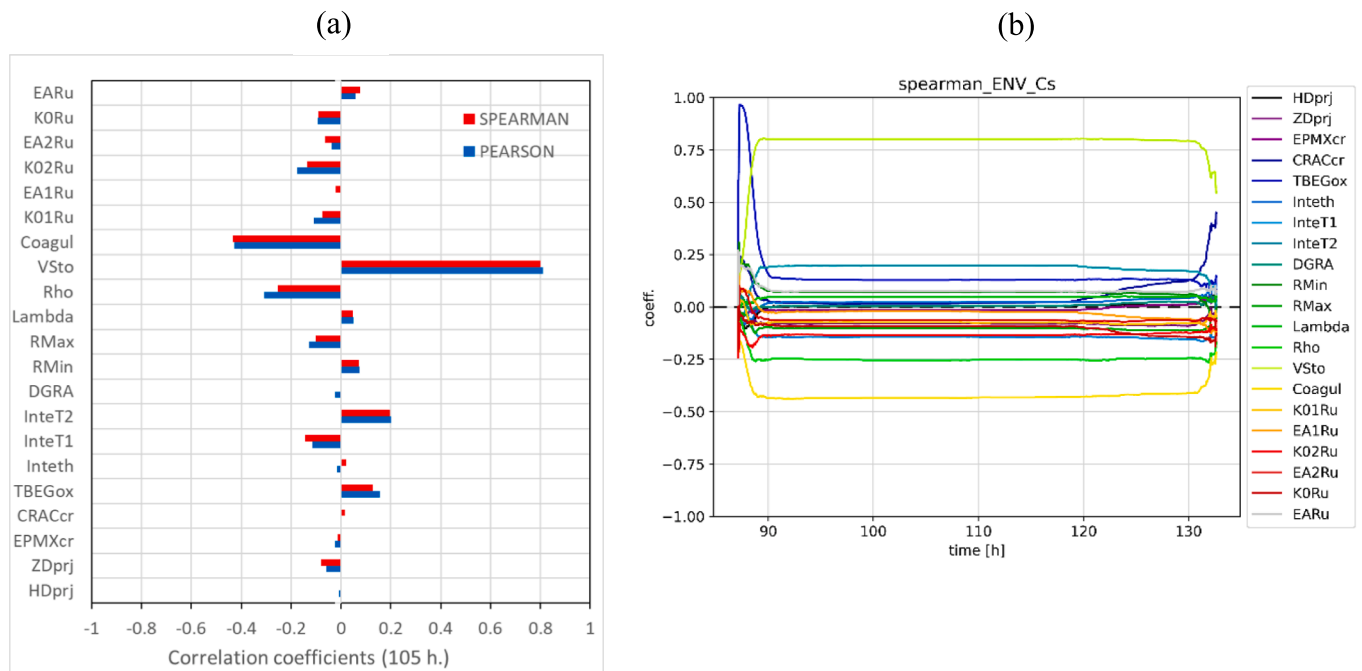 (a)
EARu
K0Ru
EA2Ru
K02Ru
EA1Ru
K01Ru
Coagul
VSto
Rho
Lambda
RMax
RMin
DGRA
InteT2
InteT1
Inteth
TBEGox
CRACcr
EPMXcr
ZDprj
HDprj
SPEARMAN
PEARSON
-1 -0.8 -0.6 -0.4 -0.2 0 0.2 0.4 0.6 0.8 1
Correlation coefficients (105 h.)
(b)
spearman_ENV_Cs
coeff.
1.00
0.75
0.50
0.25
0.00
−0.25
−0.50
−0.75
−1.00
90 100 110 120 130
time [h]
HDprj
ZDprj
EPMXcr
CRACcr
TBEGox
Inteth
InteT1
InteT2
DGRA
RMin
RMax
Lambda
Rho
VSto
Coagul
K01Ru
EA1Ru
K02Ru
EA2Ru
K0Ru
EARu